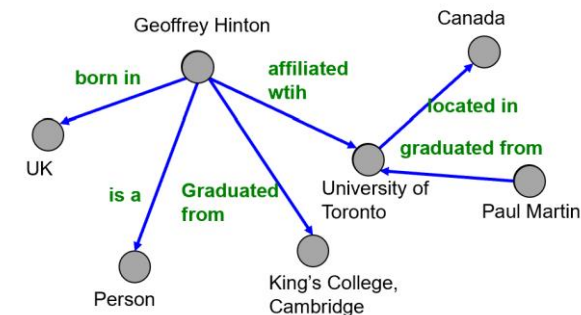 Canada
Geoffrey Hinton
born in
affiliated
wtih
located in
graduated from
UK
is a
Graduated
from
University of
Toronto
Paul Martin
Person
King's College,
Cambridge